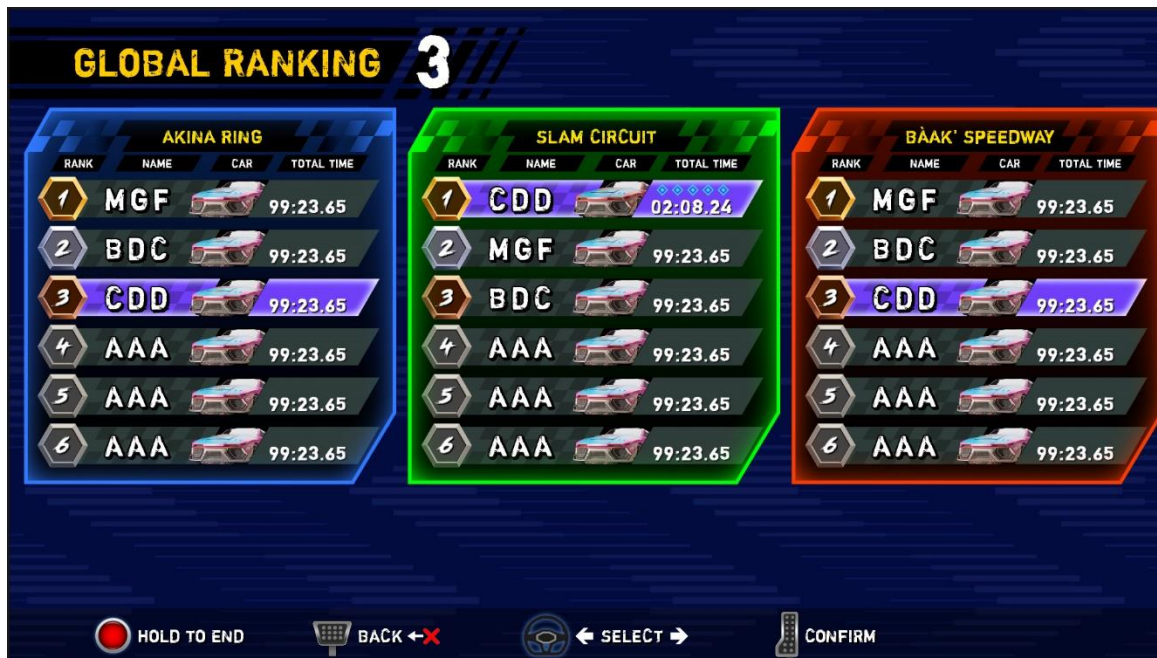 GLOBAL RANKING 3
AKINA RING
RANK NAME CAR TOTAL TIME
1 MGF 99:23.65
2 BDC 99:23.65
3 CDD 99:23.65
4 AAA 99:23.65
5 AAA 99:23.65
6 AAA 99:23.65
SLAM CIRCUIT
RANK NAME CAR TOTAL TIME
1 CDD 02:08.24
2 MGF 99:23.65
3 BDC 99:23.65
4 AAA 99:23.65
5 AAA 99:23.65
6 AAA 99:23.65
BÀAK' SPEEDWAY
RANK NAME CAR TOTAL TIME
1 MGF 99:23.65
2 BDC 99:23.65
3 CDD 99:23.65
4 AAA 99:23.65
5 AAA 99:23.65
6 AAA 99:23.65
HOLD TO END BACK SELECT CONFIRM